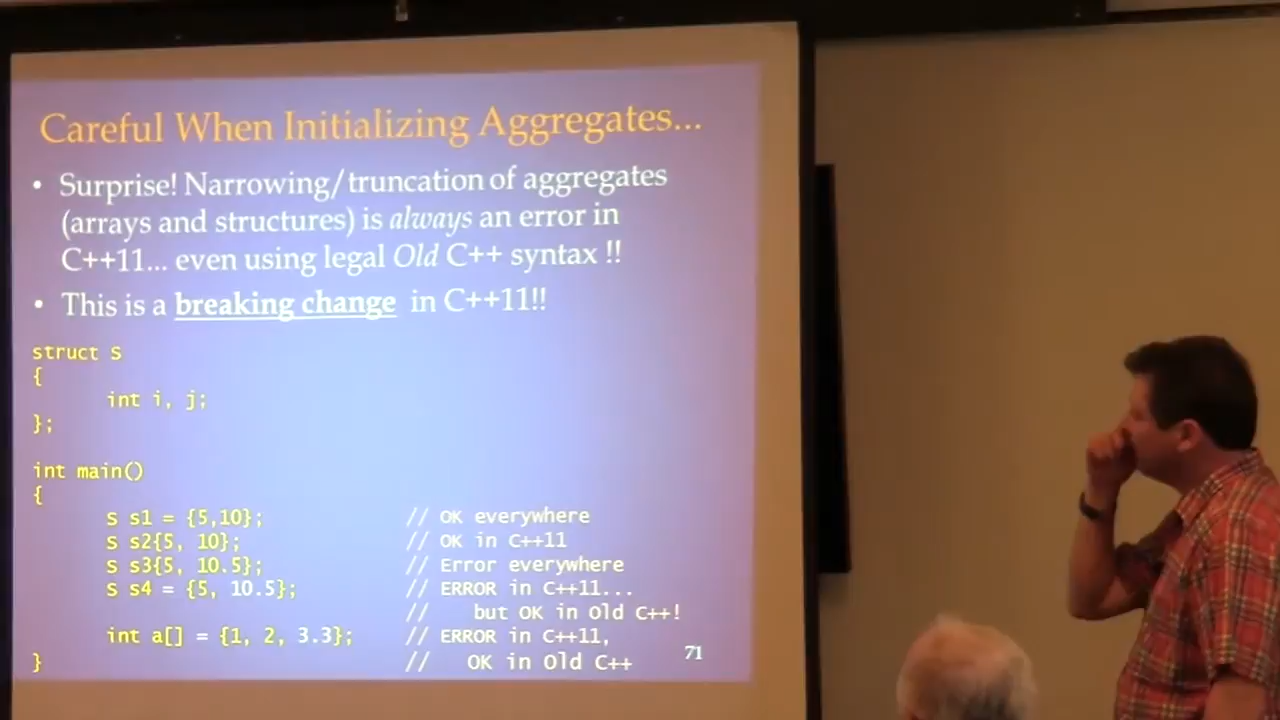 Careful When Initializing Aggregates...
• Surprise! Narrowing/truncation of aggregates
(arrays and structures) is always an error in
C++11... even using legal Old C++ syntax !!
• This is a breaking change in C++11!!
struct S
{
int i, j;
};
int main()
{
S s1 = {5,10}; // OK everywhere
S s2{5, 10}; // OK in C++11
S s3{5, 10.5}; // Error everywhere
S s4 = {5, 10.5}; // ERROR in C++11...
// but OK in Old C++!
int a[] = {1, 2, 3.3}; // ERROR in C++11,
} // OK in Old C++
71